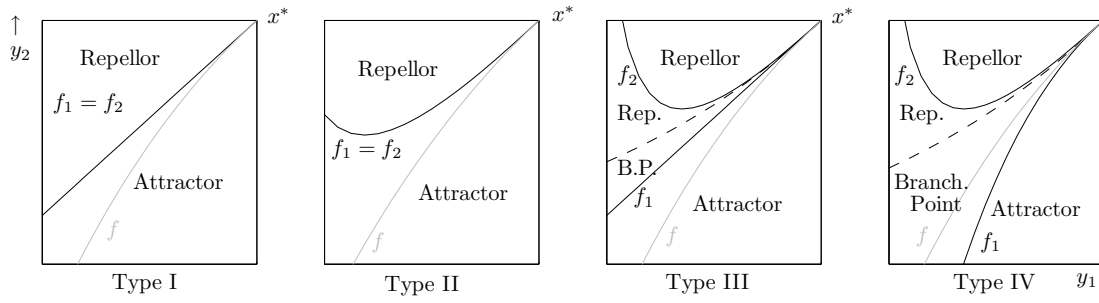 ↑
y₂
Repellor
f₁ = f₂
Attractor
f
x*
Type I
Repellor
f₁ = f₂
Attractor
f
Type II
f₂
Repellor
Rep.
B.P.
f₁
Attractor
f
x*
Type III
f₂
Repellor
Rep.
Branch.
Point
Attractor
f
f₁
Type IV
y₁